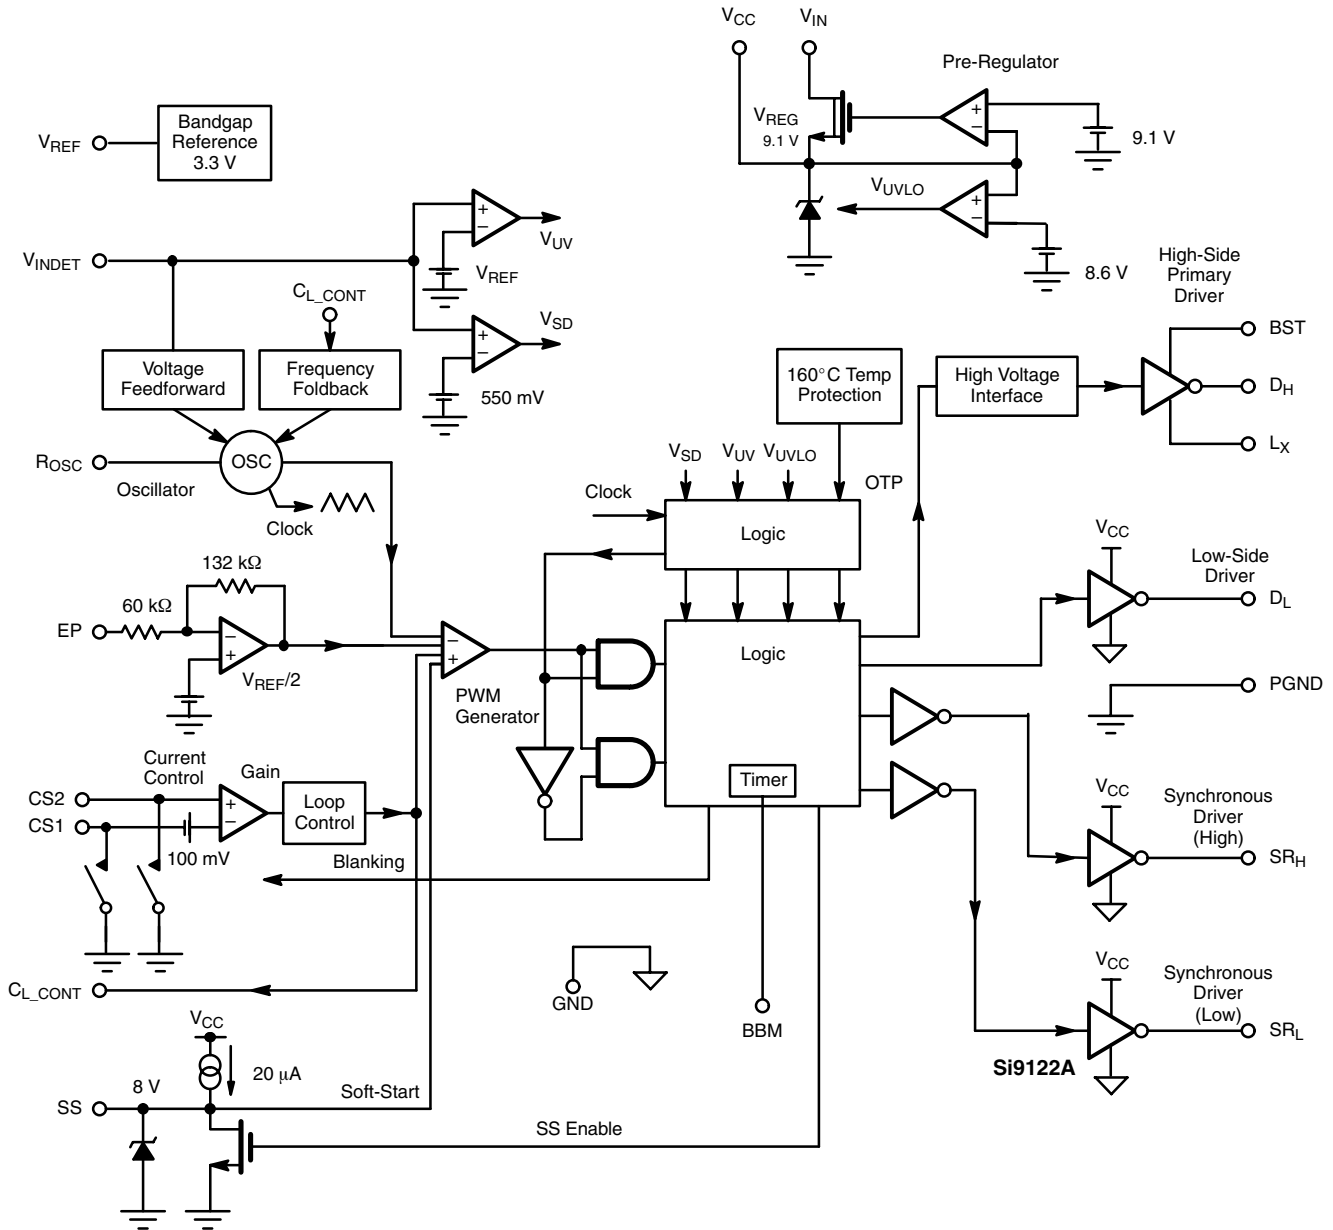 VCC
VIN
Pre-Regulator
VREG
9.1 V
9.1 V
VUVLO
8.6 V
VREF
Bandgap
Reference
3.3 V
VINDET
+
−
VUV
VREF
CL_CONT
+
−
VSD
550 mV
Voltage
Feedforward
Frequency
Foldback
ROSC
OSC
Oscillator
Clock
160°C Temp
Protection
High Voltage
Interface
High-Side
Primary
Driver
BST
DH
LX
VSD
VUV
VUVLO
OTP
Clock
Logic
132 kΩ
60 kΩ
EP
−
+
VREF/2
−
+
PWM
Generator
Logic
Timer
VCC
Low-Side
Driver
DL
PGND
Current
Control
Gain
CS2
CS1
+
−
100 mV
Loop
Control
Blanking
VCC
Synchronous
Driver
(High)
SRH
CL_CONT
GND
BBM
VCC
Synchronous
Driver
(Low)
SRL
Si9122A
VCC
20 μA
8 V
SS
Soft-Start
SS Enable
+
−
+
−